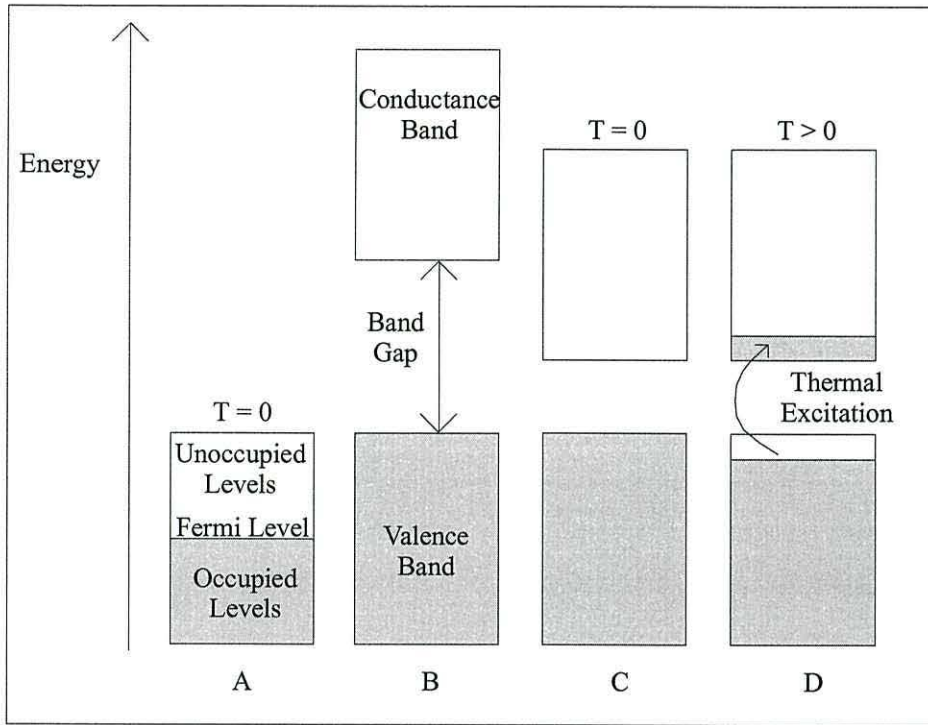 Energy
T = 0
Unoccupied
Levels
Fermi Level
Occupied
Levels
A
Conductance
Band
Band
Gap
Valence
Band
B
T = 0
C
T > 0
Thermal
Excitation
D